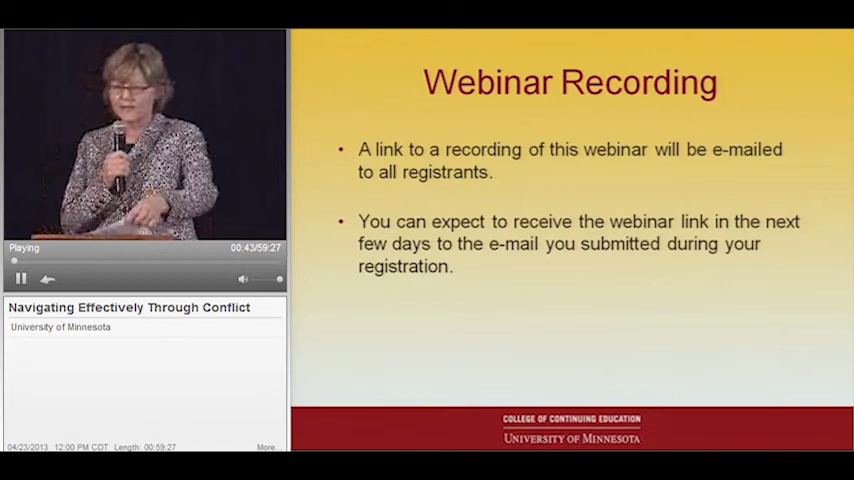 Webinar Recording
• A link to a recording of this webinar will be e-mailed
to all registrants.
• You can expect to receive the webinar link in the next
few days to the e-mail you submitted during your
registration.
Playing
00:43/59:27
Navigating Effectively Through Conflict
University of Minnesota
04/23/2013 12:00 PM CDT Length: 00:59:27 More...
COLLEGE OF CONTINUING EDUCATION
UNIVERSITY OF MINNESOTA